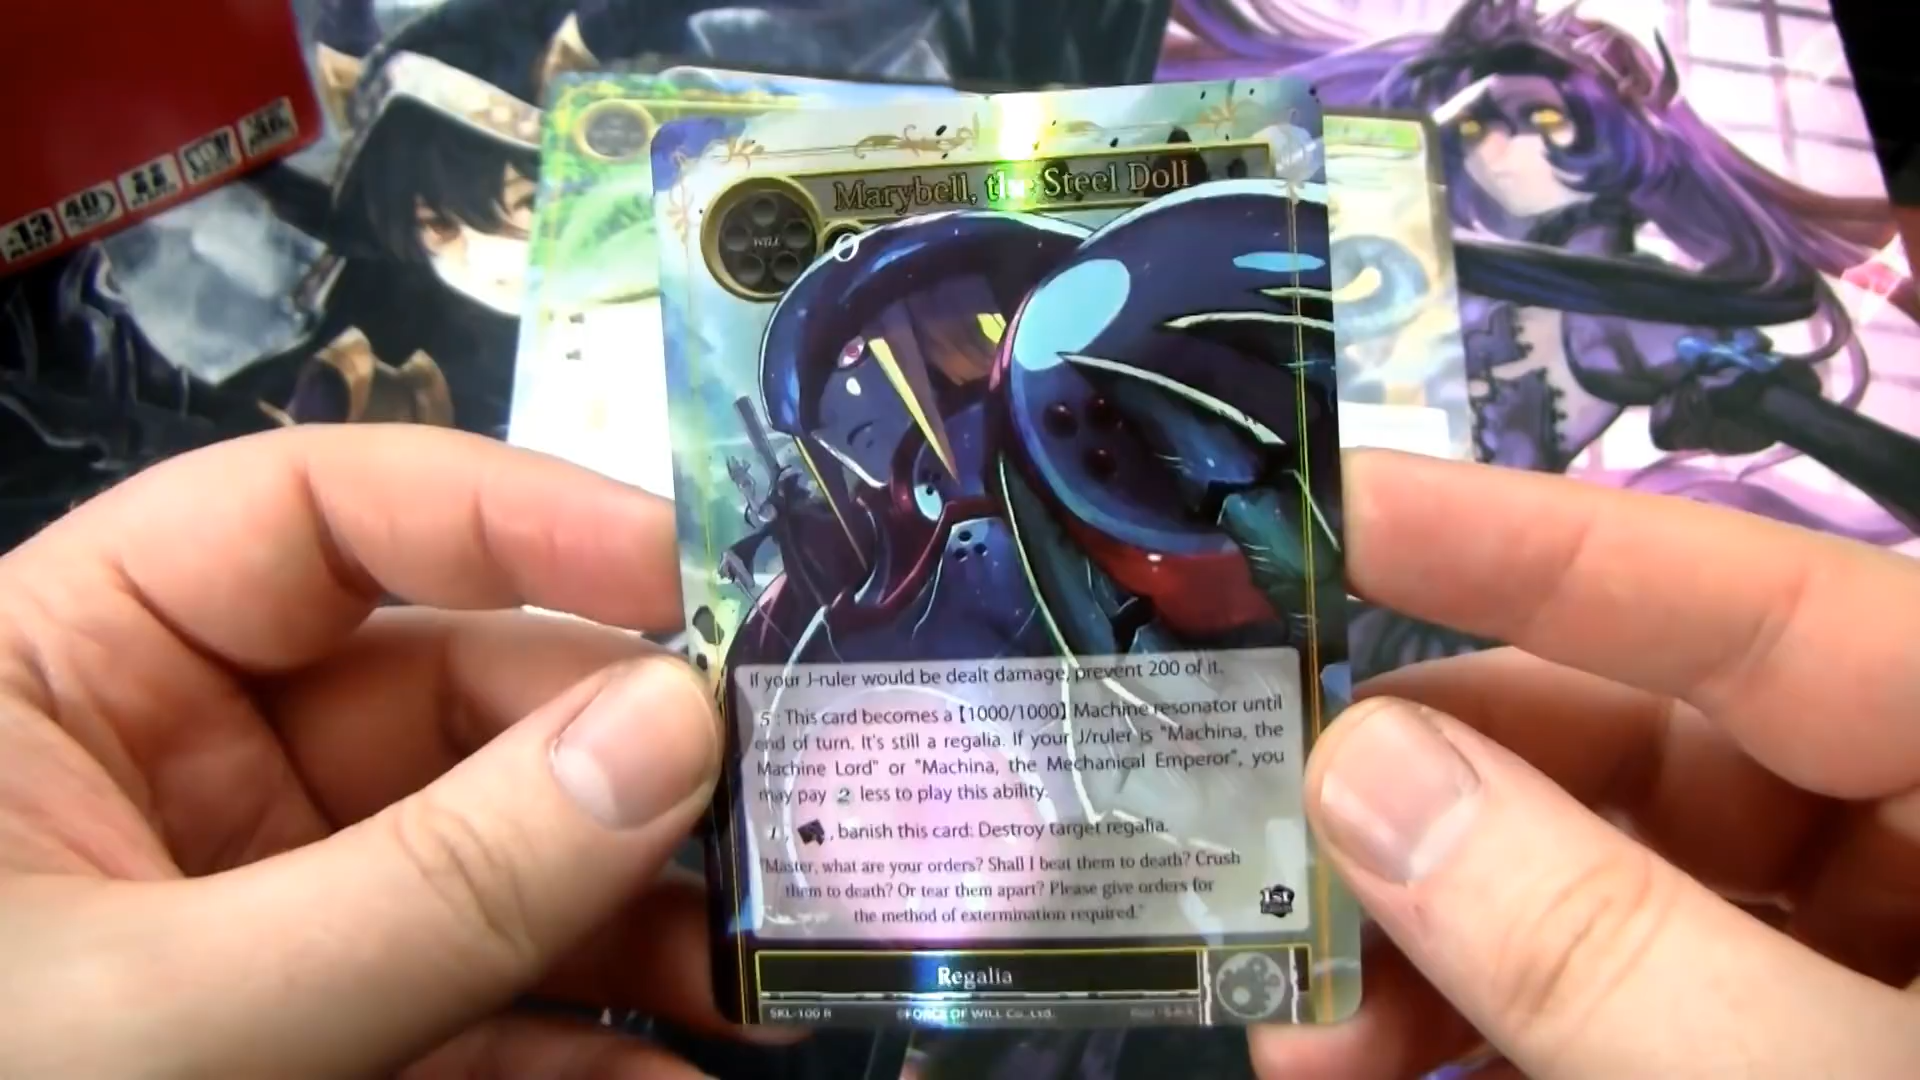 Marybell, the Steel Doll
WILL
0
If your J-ruler would be dealt damage, prevent 200 of it.
5 : This card becomes a 【1000/1000】 Machine resonator until
end of turn. It's still a regalia. If your J/ruler is "Machina, the
Machine Lord" or "Machina, the Mechanical Emperor", you
may pay 2 less to play this ability.
1 , , banish this card: Destroy target regalia.
"Master, what are your orders? Shall I beat them to death? Crush
them to death? Or tear them apart? Please give orders for
the method of extermination required."
1ST
Regalia
SKL-100 R ©FORCE OF WILL Co.,Ltd.